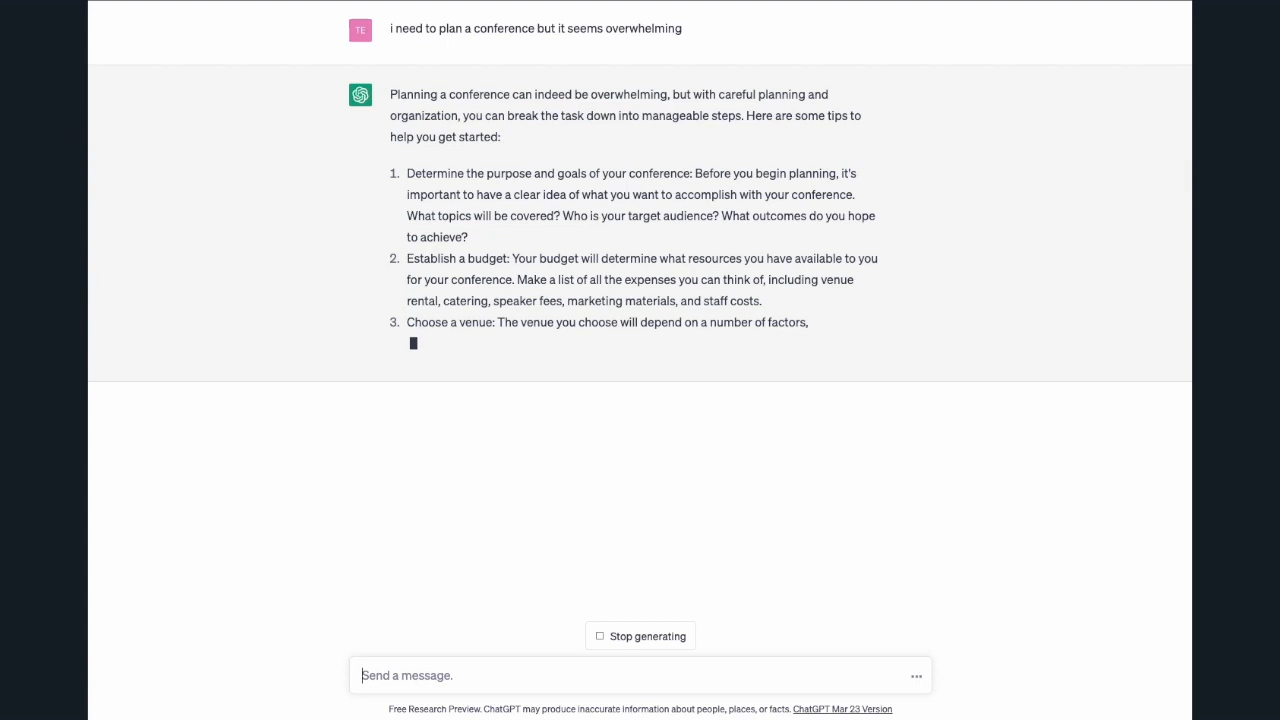 TE
i need to plan a conference but it seems overwhelming
Planning a conference can indeed be overwhelming, but with careful planning and
organization, you can break the task down into manageable steps. Here are some tips to
help you get started:
1. Determine the purpose and goals of your conference: Before you begin planning, it's
important to have a clear idea of what you want to accomplish with your conference.
What topics will be covered? Who is your target audience? What outcomes do you hope
to achieve?
2. Establish a budget: Your budget will determine what resources you have available to you
for your conference. Make a list of all the expenses you can think of, including venue
rental, catering, speaker fees, marketing materials, and staff costs.
3. Choose a venue: The venue you choose will depend on a number of factors,
Stop generating
Send a message.
Free Research Preview. ChatGPT may produce inaccurate information about people, places, or facts. ChatGPT Mar 23 Version